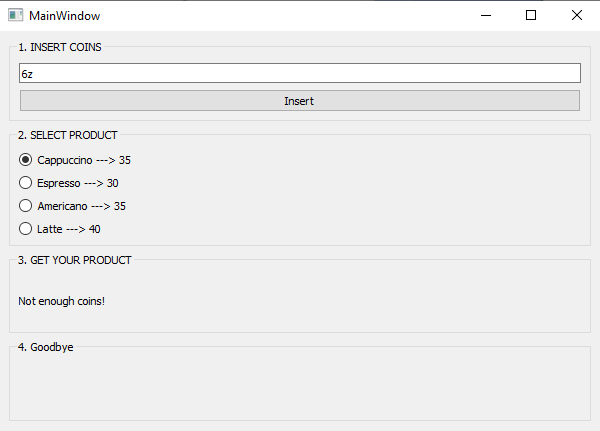 MainWindow
1. INSERT COINS
6z
Insert
2. SELECT PRODUCT
Cappuccino ---> 35
Espresso ---> 30
Americano ---> 35
Latte ---> 40
3. GET YOUR PRODUCT
Not enough coins!
4. Goodbye